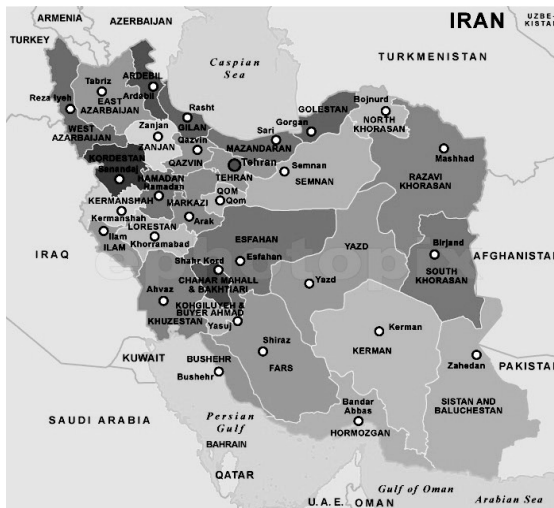 IRAN
ARMENIA
AZERBAIJAN
UZBE-
KISTAN
TURKEY
TURKMENISTAN
Caspian
Sea
Tabriz
ARDEBIL
Ardabil
Reza Iyeh
EAST
AZARBAIJAN
Rasht
GILAN
WEST
AZARBAIJAN
Zanjan
ZANJAN
Qazvin
QAZVIN
Sari
MAZANDARAN
Gorgan
GOLESTAN
Bojnurd
NORTH
KHORASAN
Mashhad
RAZAVI
KHORASAN
Tehran
TEHRAN
Semnan
SEMNAN
KORDESTAN
Senandaj
HAMADAN
Hamadan
MARKAZI
Arak
QOM
Qom
KERMANSHAH
Kermanshah
LORESTAN
Khorramabad
Ilam
ILAM
IRAQ
ESFAHAN
Esfahan
YAZD
Yazd
Birjand
SOUTH
KHORASAN
AFGHANISTAN
Shahr Kord
CHAHAR MAHALL
& BAKHTIARI
Ahvaz
KHUZESTAN
KOHGILUYEH &
BUYER AHMAD
Yasuj
Shiraz
FARS
Kerman
KERMAN
Zahedan
PAKISTAN
SISTAN AND
BALUCHESTAN
KUWAIT
BUSHEHR
Bushehr
Bandar
Abbas
HORMOZGAN
SAUDI ARABIA
Persian
Gulf
BAHRAIN
QATAR
U.A.E.
OMAN
Gulf of Oman
Arabian Sea